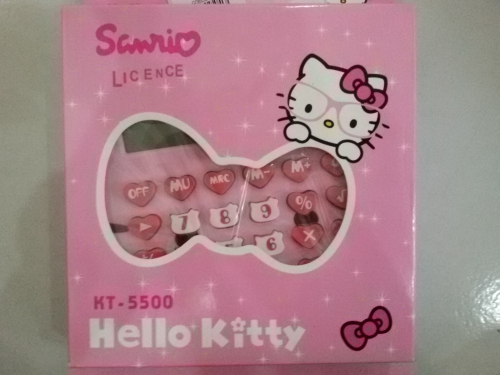 Sanrio
LICENCE
OFF MU MRC M- M+
7 8 9 %
6 X
KT-5500
Hello Kitty